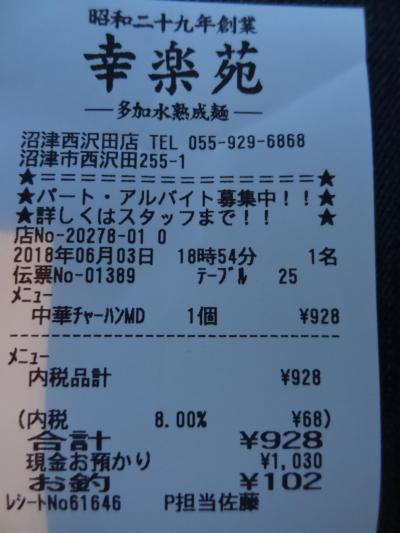 昭和二十九年創業
幸楽苑
―多加水熟成麺―
沼津西沢田店 TEL 055-929-6868
沼津市西沢田255-1
★===============★
★パート・アルバイト募集中！！★
★詳しくはスタッフまで！！ ★
店No-20278-01 0
2018年06月03日 18時54分 1名
伝票No-01389 ﾃｰﾌﾞﾙ 25
ﾒﾆｭｰ
中華ﾁｬｰﾊﾝMD 1個 ¥928
--------------------------------
ﾒﾆｭｰ
内税品計 ¥928
(内税 8.00% ¥68)
合計 ¥928
現金お預かり ¥1,030
お釣 ¥102
ﾚｼｰﾄNo61646 P担当佐藤